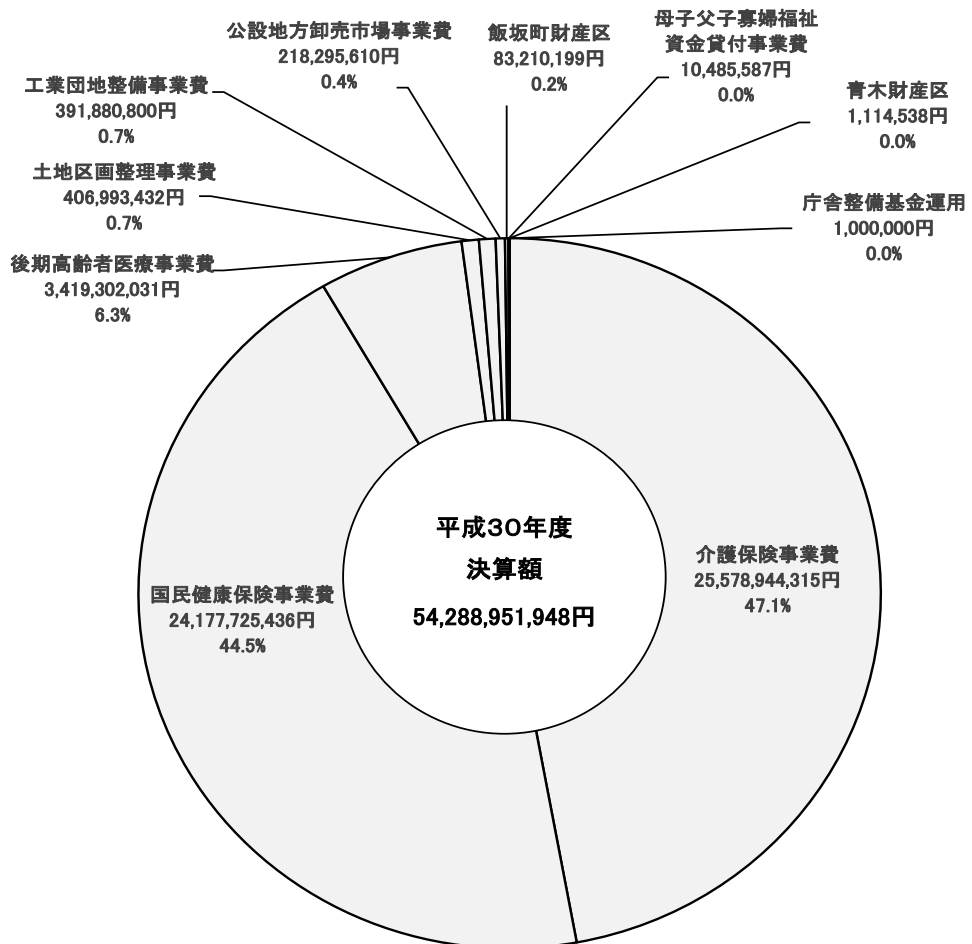 公設地方卸売市場事業費
218,295,610円
0.4%
飯坂町財産区
83,210,199円
0.2%
母子父子寡婦福祉
資金貸付事業費
10,485,587円
0.0%
青木財産区
1,114,538円
0.0%
庁舎整備基金運用
1,000,000円
0.0%
工業団地整備事業費
391,880,800円
0.7%
土地区画整理事業費
406,993,432円
0.7%
後期高齢者医療事業費
3,419,302,031円
6.3%
平成30年度
決算額
54,288,951,948円
介護保険事業費
25,578,944,315円
47.1%
国民健康保険事業費
24,177,725,436円
44.5%